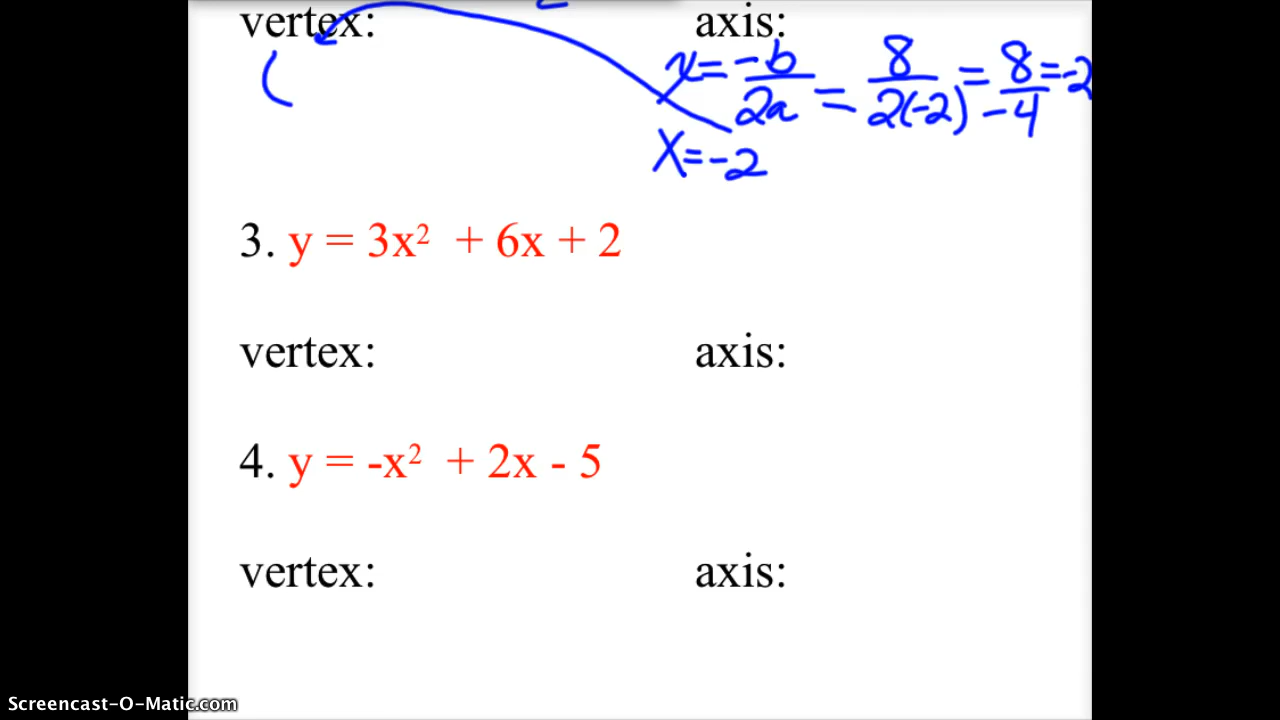 vertex: axis:
( x = -b/2a = 8/2(-2) = 8/-4 = -2
x = -2
3. y = 3x² + 6x + 2
vertex: axis:
4. y = -x² + 2x - 5
vertex: axis:
Screencast-O-Matic.com